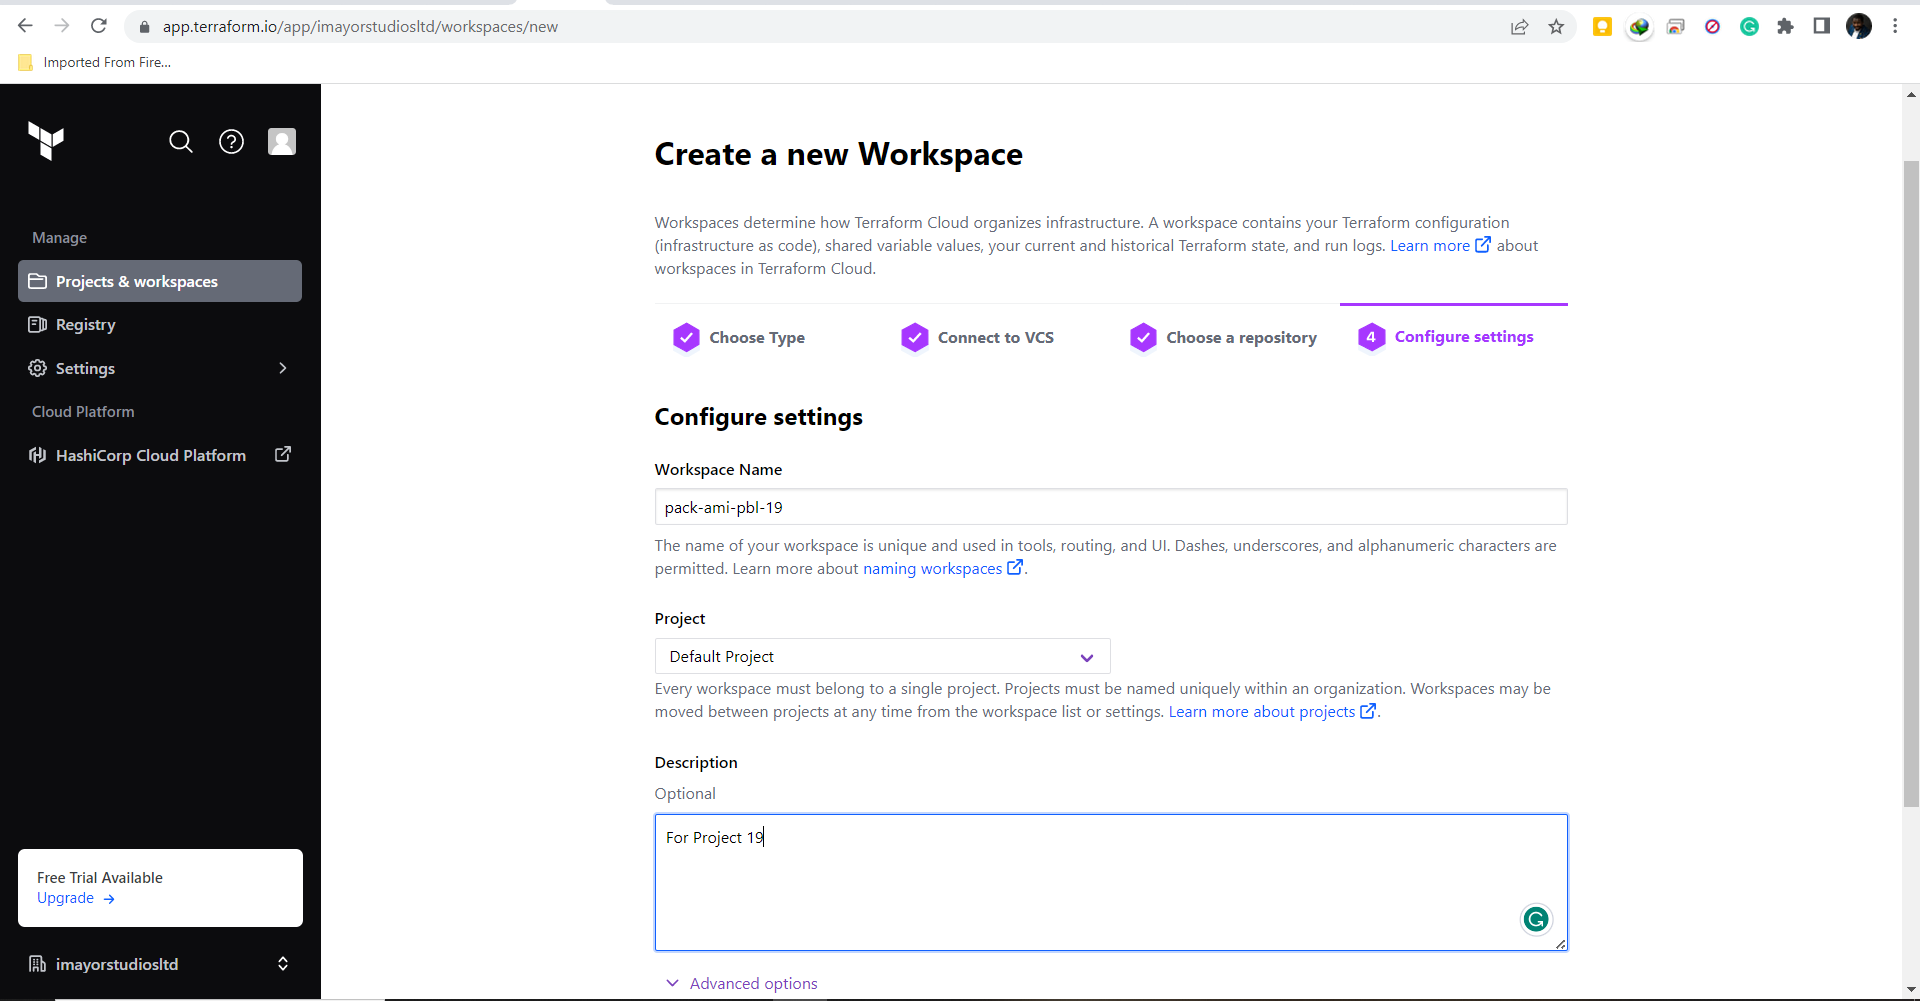 app.terraform.io/app/imayorstudiosltd/workspaces/new
Imported From Fire...
Manage
Projects & workspaces
Registry
Settings
Cloud Platform
HashiCorp Cloud Platform
Free Trial Available
Upgrade
imayorstudiosltd
Create a new Workspace
Workspaces determine how Terraform Cloud organizes infrastructure. A workspace contains your Terraform configuration
(infrastructure as code), shared variable values, your current and historical Terraform state, and run logs. Learn more about
workspaces in Terraform Cloud.
Choose Type
Connect to VCS
Choose a repository
4 Configure settings
Configure settings
Workspace Name
pack-ami-pbl-19
The name of your workspace is unique and used in tools, routing, and UI. Dashes, underscores, and alphanumeric characters are
permitted. Learn more about naming workspaces .
Project
Default Project
Every workspace must belong to a single project. Projects must be named uniquely within an organization. Workspaces may be
moved between projects at any time from the workspace list or settings. Learn more about projects .
Description
Optional
For Project 19
Advanced options